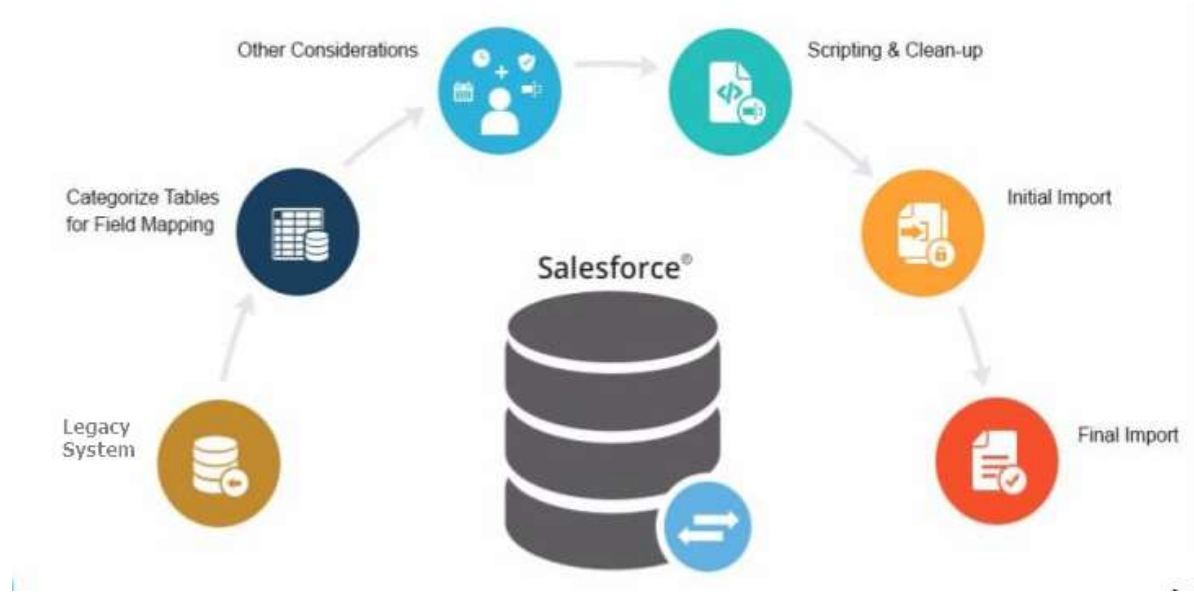 Other Considerations
Scripting & Clean-up
Categorize Tables
for Field Mapping
Initial Import
Salesforce®
Legacy
System
Final Import